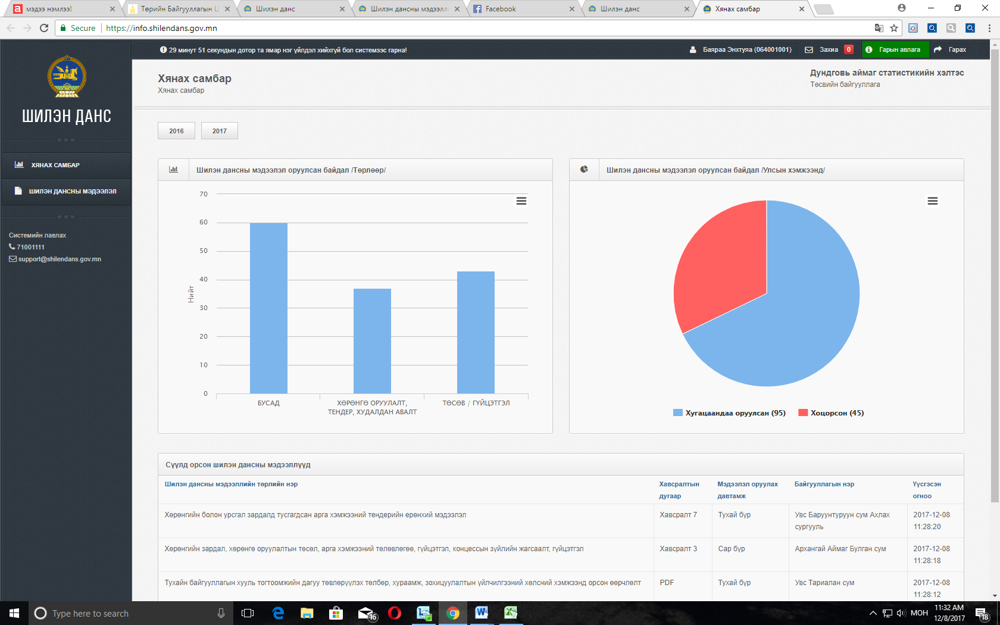 мэдээ нэмлээ!
Төрийн Байгууллагын Ц
Шилэн данс
Шилэн дансны мэдээлл
Facebook
Шилэн данс
Хянах самбар
Secure
https://info.shilendans.gov.mn
29 минут 51 секундын дотор та ямар нэг үйлдэл хийхгүй бол системээс гарна!
Баяраа Энхтуяа (064001001)
Захиа 0
Гарын авлага
Гарах
ШИЛЭН ДАНС
ХЯНАХ САМБАР
ШИЛЭН ДАНСНЫ МЭДЭЭЛЭЛ
Системийн лавлах
71001111
support@shilendans.gov.mn
Хянах самбар
Хянах самбар
Дундговь аймаг статистикийн хэлтэс
Төсвийн байгууллага
2016
2017
Шилэн дансны мэдээлэл оруулсан байдал /Төрлөөр/
70
60
50
40
30
20
10
0
Нийт
БУСАД
ХӨРӨНГӨ ОРУУЛАЛТ,
ТЕНДЕР, ХУДАЛДАН АВАЛТ
ТӨСӨВ / ГҮЙЦЭТГЭЛ
Шилэн дансны мэдээлэл оруулсан байдал /Улсын хэмжээнд/
Хугацаандаа оруулсан (95)
Хоцорсон (45)
Сүүлд орсон шилэн дансны мэдээллүүд
Шилэн дансны мэдээллийн төрлийн нэр
Хавсралтын
дугаар
Мэдээлэл оруулах
давтамж
Байгууллагын нэр
Үүсгэсэн
огноо
Хөрөнгийн болон урсгал зардалд тусгагдсан арга хэмжээний тендерийн ерөнхий мэдээлэл
Хавсралт 7
Тухай бүр
Увс Баруунтуруун сум Ахлах
сургууль
2017-12-08
11:28:20
Хөрөнгийн зардал, хөрөнгө оруулалтын төсөл, арга хэмжээний төлөвлөгөө, гүйцэтгэл, концессын зүйлийн жагсаалт, гүйцэтгэл
Хавсралт 3
Сар бүр
Архангай Аймаг Булган сум
2017-12-08
11:28:18
Тухайн байгууллагын хууль тогтоомжийн дагуу төвлөрүүлэх төлбөр, хураамж, зохицуулалтын үйлчилгээний хөлсний хэмжээнд орсон өөрчлөлт
PDF
Тухай бүр
Увс Тариалан сум
2017-12-08
11:28:12
Type here to search
16
МОН
11:32 AM
12/8/2017
18